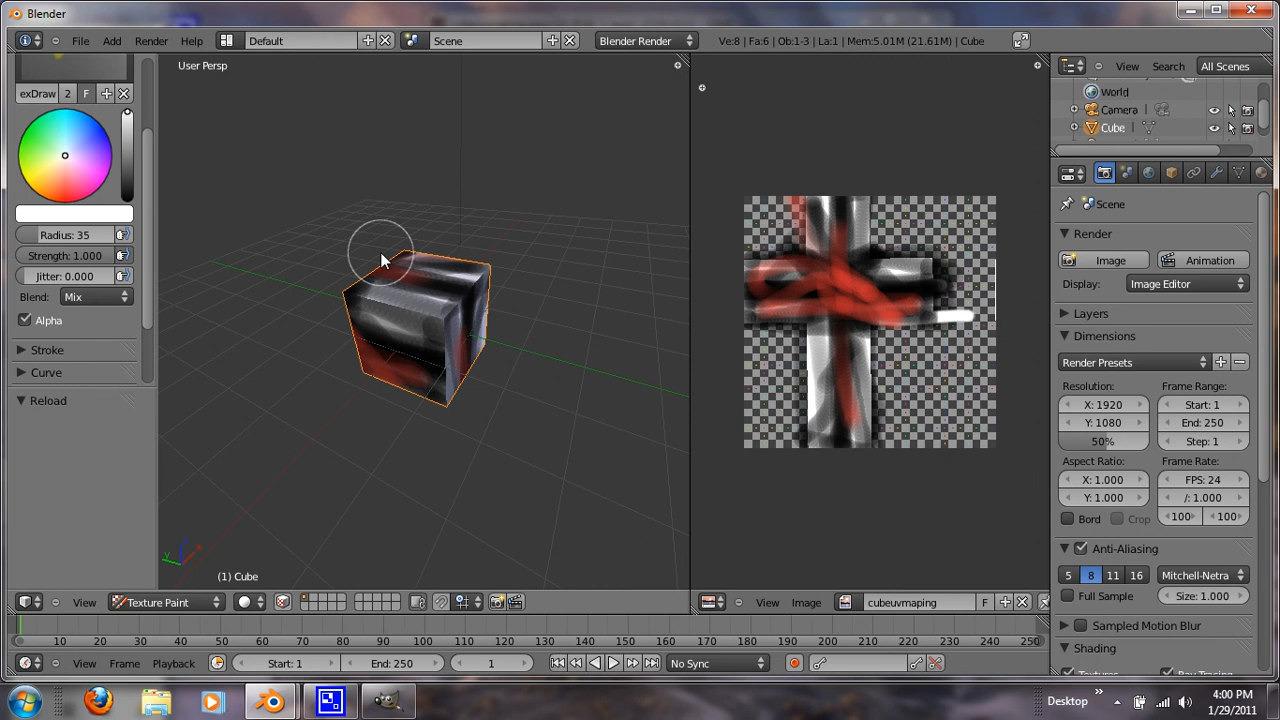 Blender
File Add Render Help Default Scene Blender Render Ve:8 | Fa:6 | Ob:1-3 | La:1 | Mem:5.01M (21.61M) | Cube
exDraw 2 F
Radius: 35
Strength: 1.000
Jitter: 0.000
Blend: Mix
Alpha
Stroke
Curve
Reload
User Persp
(1) Cube
View Search All Scenes
World
Camera
Cube
Scene
Render
Image Animation
Display: Image Editor
Layers
Dimensions
Render Presets
Resolution: Frame Range:
X: 1920 Start: 1
Y: 1080 End: 250
50% Step: 1
Aspect Ratio: Frame Rate:
X: 1.000 FPS: 24
Y: 1.000 /: 1.000
Bord Crop 100 100
Anti-Aliasing
5 8 11 16 Mitchell-Netra
Full Sample Size: 1.000
Sampled Motion Blur
Shading
Textures Ray Tracing
View Texture Paint View Image cubeuvmaping F
10 20 30 40 50 60 70 80 90 100 110 120 130 140 150 160 170 180 190 200 210 220 230 240 250
View Frame Playback Start: 1 End: 250 1 No Sync
Desktop »
4:00 PM
1/29/2011